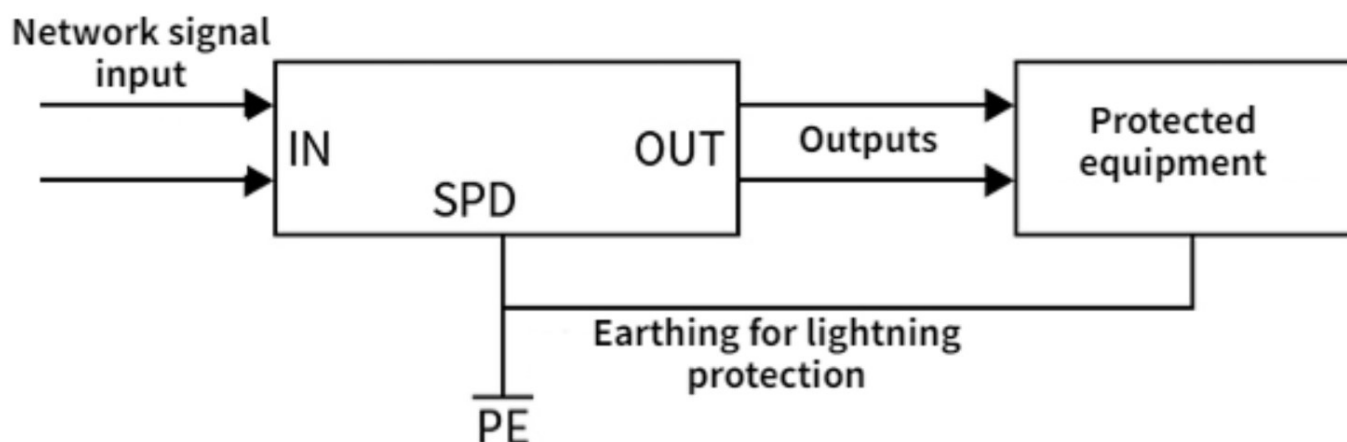 Network signal
input
IN
OUT
SPD
Outputs
Protected
equipment
Earthing for lightning
protection
PE